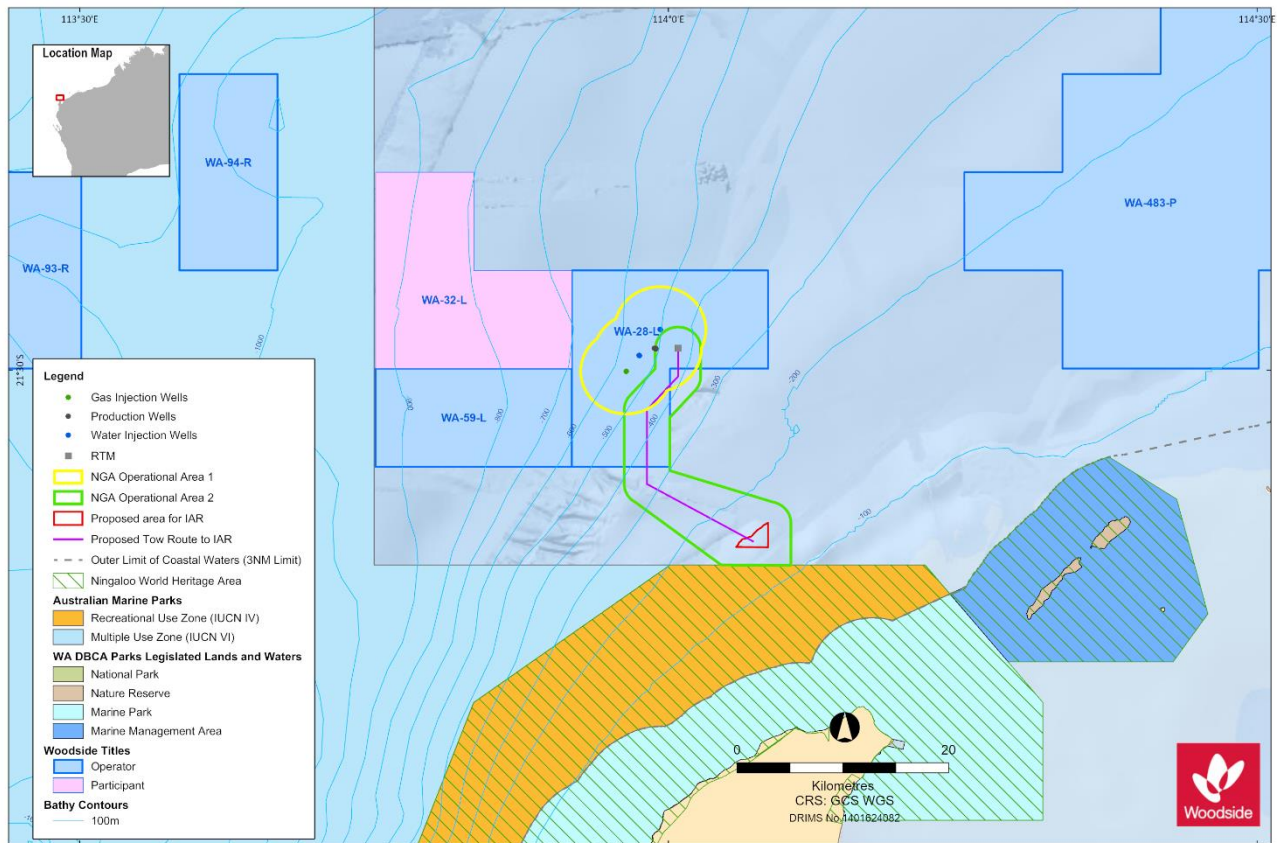 113°30'E
114°0'E
114°30'E
Location Map
WA-94-R
WA-93-R
WA-483-P
WA-32-L
WA-28-L
WA-59-L
21°30'S
-1000
-900
-800
-700
-500
-400
-300
-200
-100
Legend
Gas Injection Wells
Production Wells
Water Injection Wells
RTM
NGA Operational Area 1
NGA Operational Area 2
Proposed area for IAR
Proposed Tow Route to IAR
Outer Limit of Coastal Waters (3NM Limit)
Ningaloo World Heritage Area
Australian Marine Parks
Recreational Use Zone (IUCN IV)
Multiple Use Zone (IUCN VI)
WA DBCA Parks Legislated Lands and Waters
National Park
Nature Reserve
Marine Park
Marine Management Area
Woodside Titles
Operator
Participant
Bathy Contours
100m
0
20
Kilometres
CRS: GCS WGS
DRIMS No.1401624082
Woodside